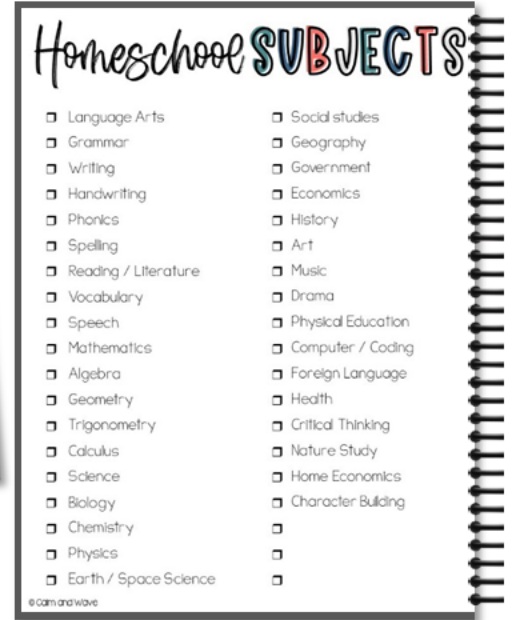 Homeschool SUBJECTS
Language Arts
Grammar
Writing
Handwriting
Phonics
Spelling
Reading / Literature
Vocabulary
Speech
Mathematics
Algebra
Geometry
Trigonometry
Calculus
Science
Biology
Chemistry
Physics
Earth / Space Science
Social studies
Geography
Government
Economics
History
Art
Music
Drama
Physical Education
Computer / Coding
Foreign Language
Health
Critical Thinking
Nature Study
Home Economics
Character Building
© Calm and Wave